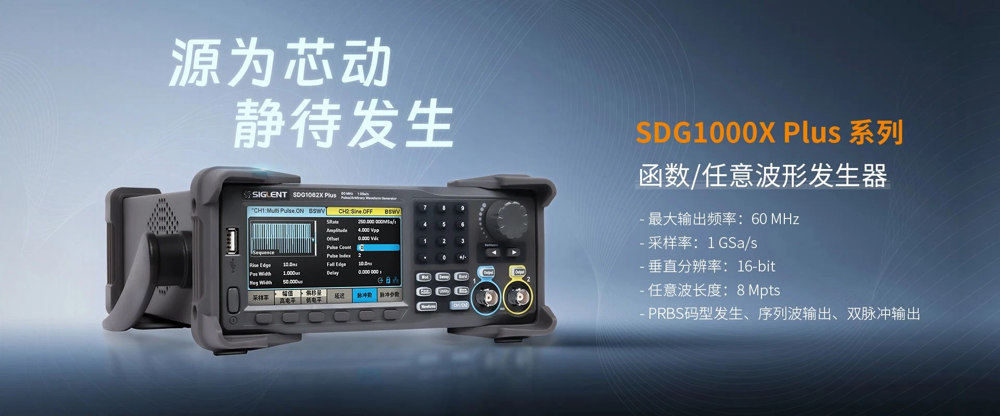 源为芯动
静待发生
SDG1000X Plus 系列
函数/任意波形发生器
- 最大输出频率：60 MHz
- 采样率：1 GSa/s
- 垂直分辨率：16-bit
- 任意波长度：8 Mpts
- PRBS码型发生、序列波输出、双脉冲输出
SIGLENT SDG1062X Plus
60 MHz 1 GSa/s
Pulse/Arbitrary Waveform Generator
^CH1:Multi Pulse.ON BSWV
CH2:Sine.OFF BSWV
Sequence
SRate 250.000 000MSa/s
Amplitude 4.000 Vpp
Offset 0.000 Vdc
Pulse Count
Pulse Index 2
Rise Edge 10.0ns
Fall Edge 10.0ns
Pos Width 1.000us
Delay 0.000 000 s
Neg Width 50.000us
采样率
幅值
高电平
偏移量
低电平
延迟
脉冲数
脉冲参数
7 8 9
4 5 6
1 2 3
. 0 +/-
Backspace
Mod Sweep Burst
Para-meter Utility Store Recall
Waveforms Ch1/Ch2
1 Output
Output 2
50Ω